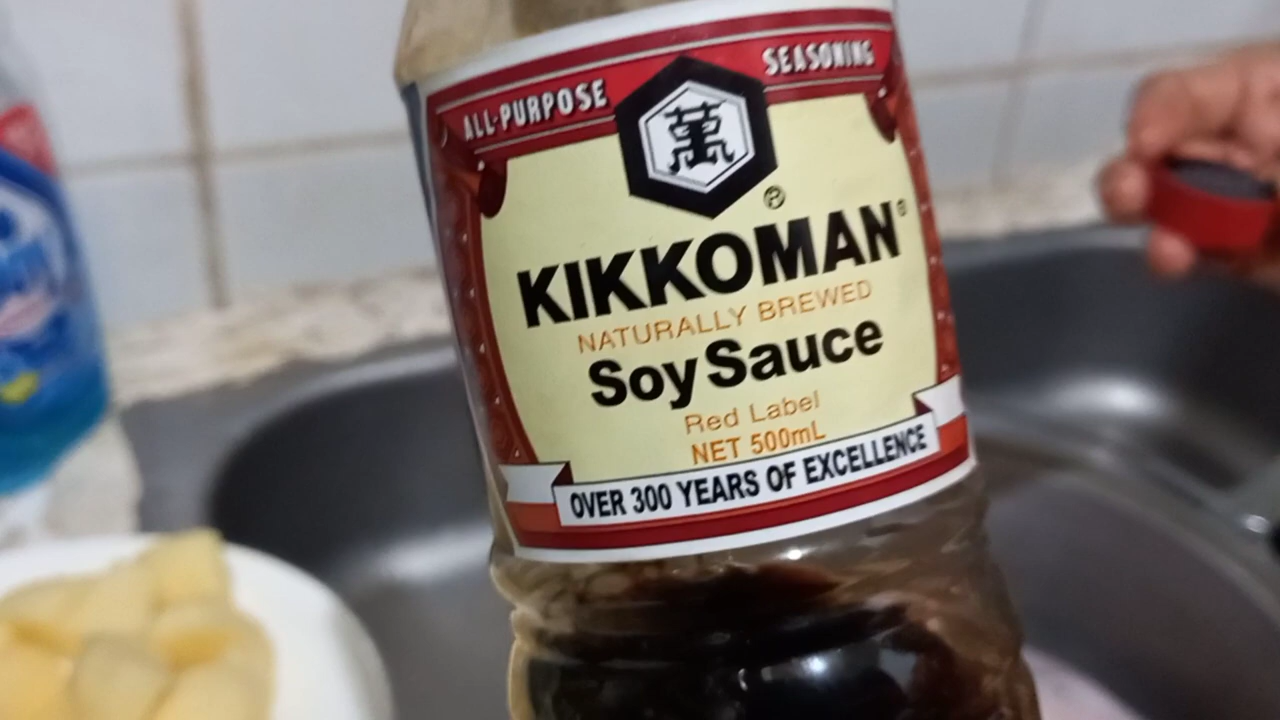 ALL-PURPOSE SEASONING
萬
KIKKOMAN®
NATURALLY BREWED
Soy Sauce
Red Label
NET 500mL
OVER 300 YEARS OF EXCELLENCE